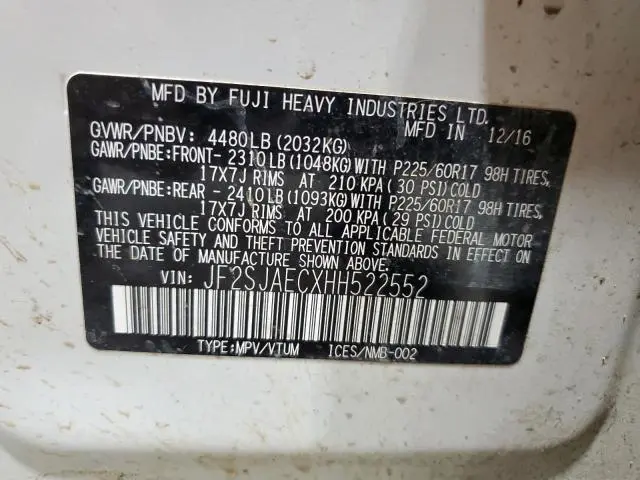 MFD BY FUJI HEAVY INDUSTRIES LTD.
MFD IN 12/16
GVWR/PNBV: 4480LB(2032KG)
GAWR/PNBE:FRONT- 2310LB(1048KG)WITH P225/60R17 98H TIRES,
17X7J RIMS AT 210 KPA(30 PSI)COLD
GAWR/PNBE:REAR - 2410LB(1093KG)WITH P225/60R17 98H TIRES,
17X7J RIMS AT 200 KPA(29 PSI)COLD
THIS VEHICLE CONFORMS TO ALL APPLICABLE FEDERAL MOTOR
VEHICLE SAFETY AND THEFT PREVENTION STANDARDS IN EFFECT ON
THE DATE OF MANUFACTURE SHOWN ABOVE.
VIN: JF2SJAECXHH522552
TYPE:MPV/VTUM ICES/NMB-002